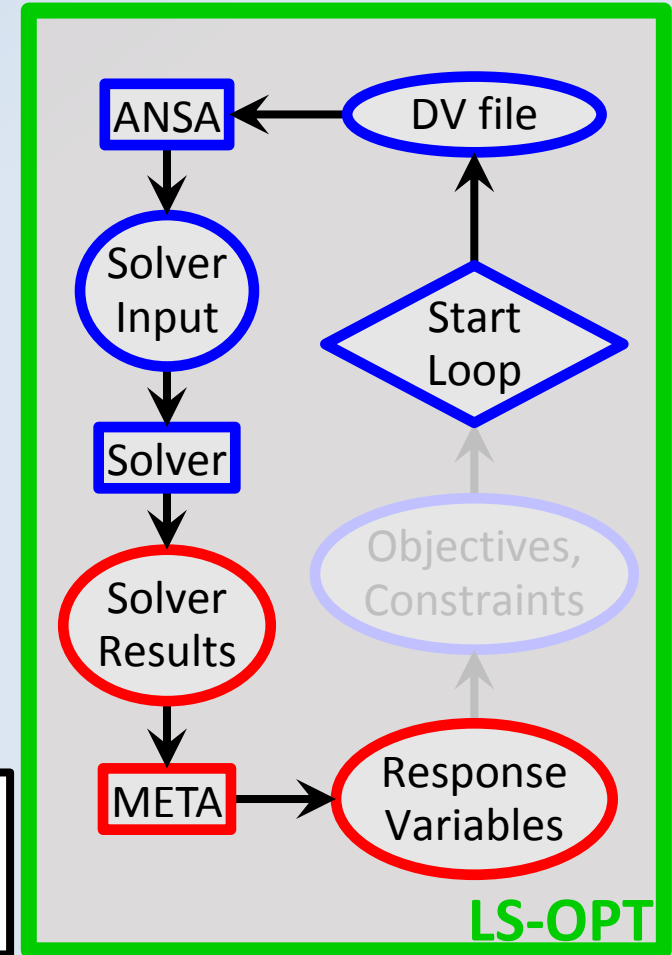 ANSA
DV file
Solver
Input
Start
Loop
Solver
Objectives,
Constraints
Solver
Results
META
Response
Variables
LS-OPT